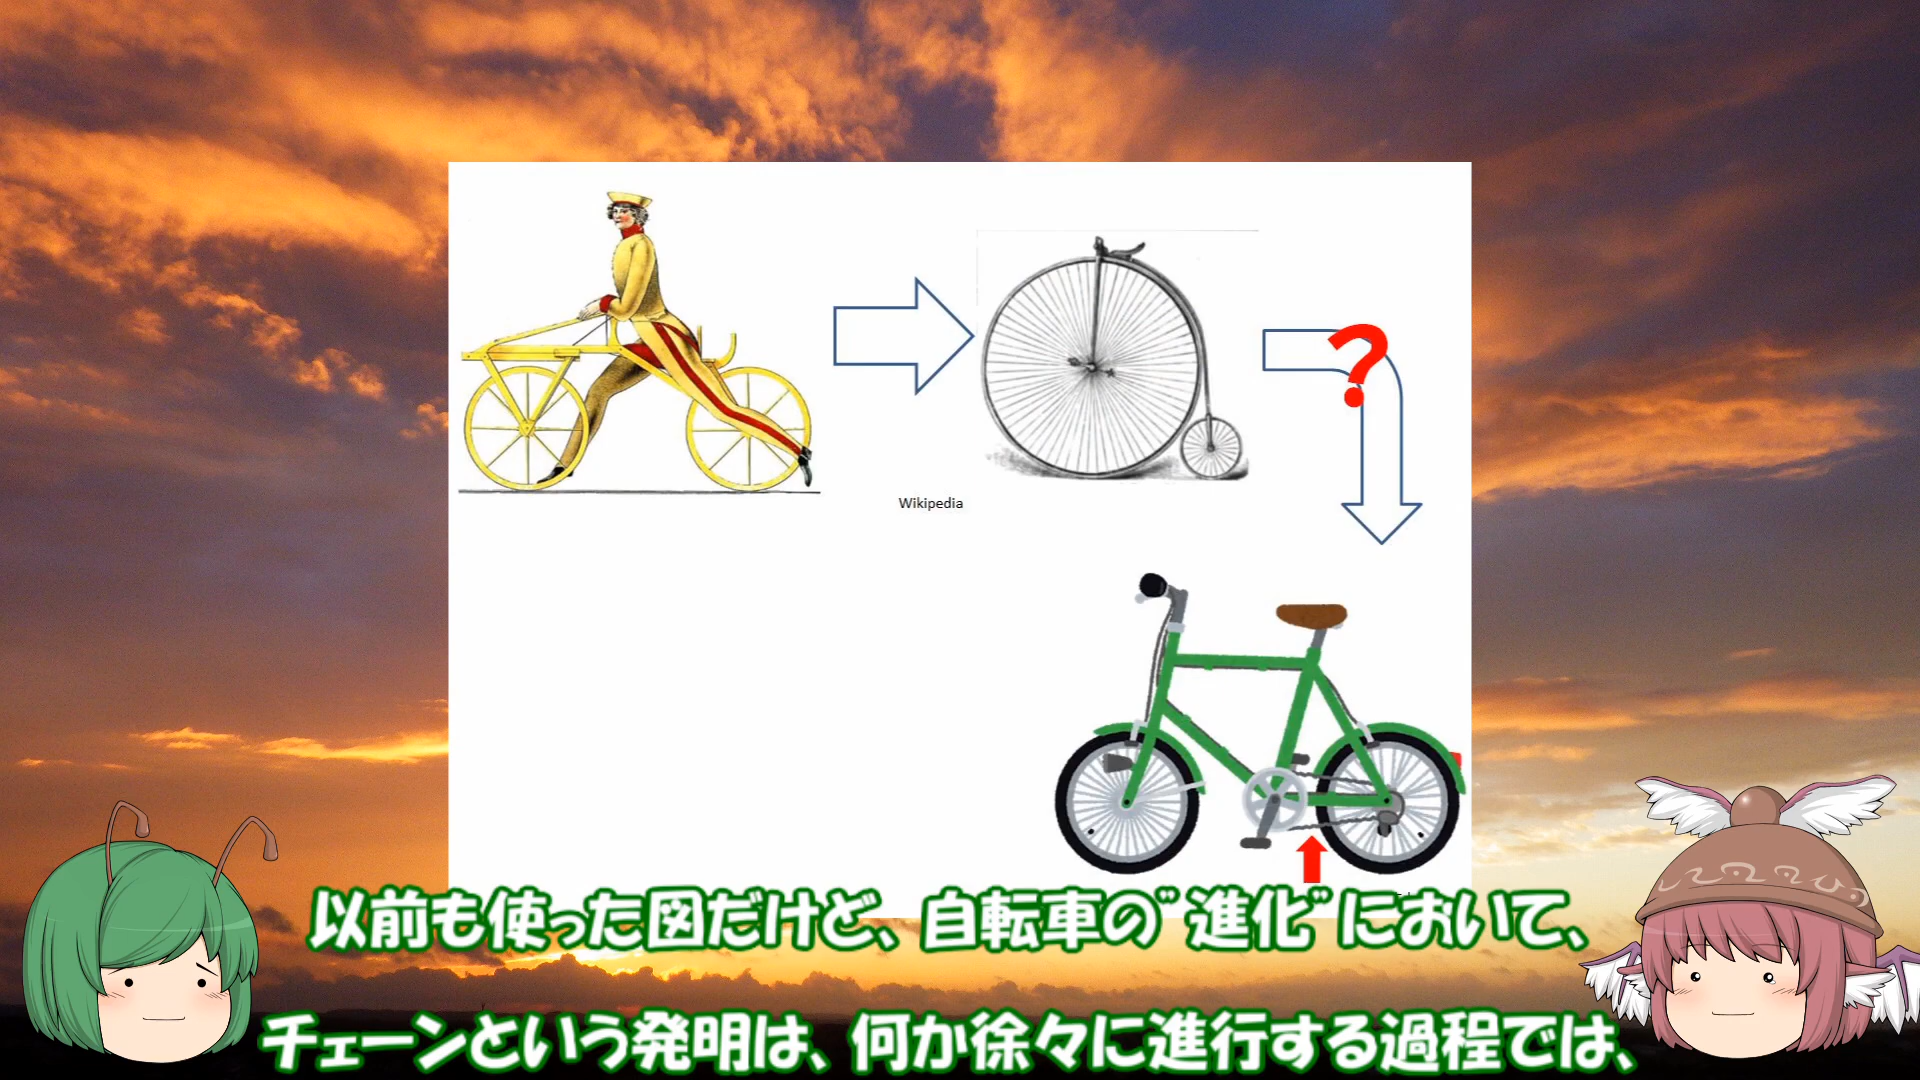 ?
Wikipedia
以前も使った図だけど、自転車の"進化"において、
チェーンという発明は、何か徐々に進行する過程では、